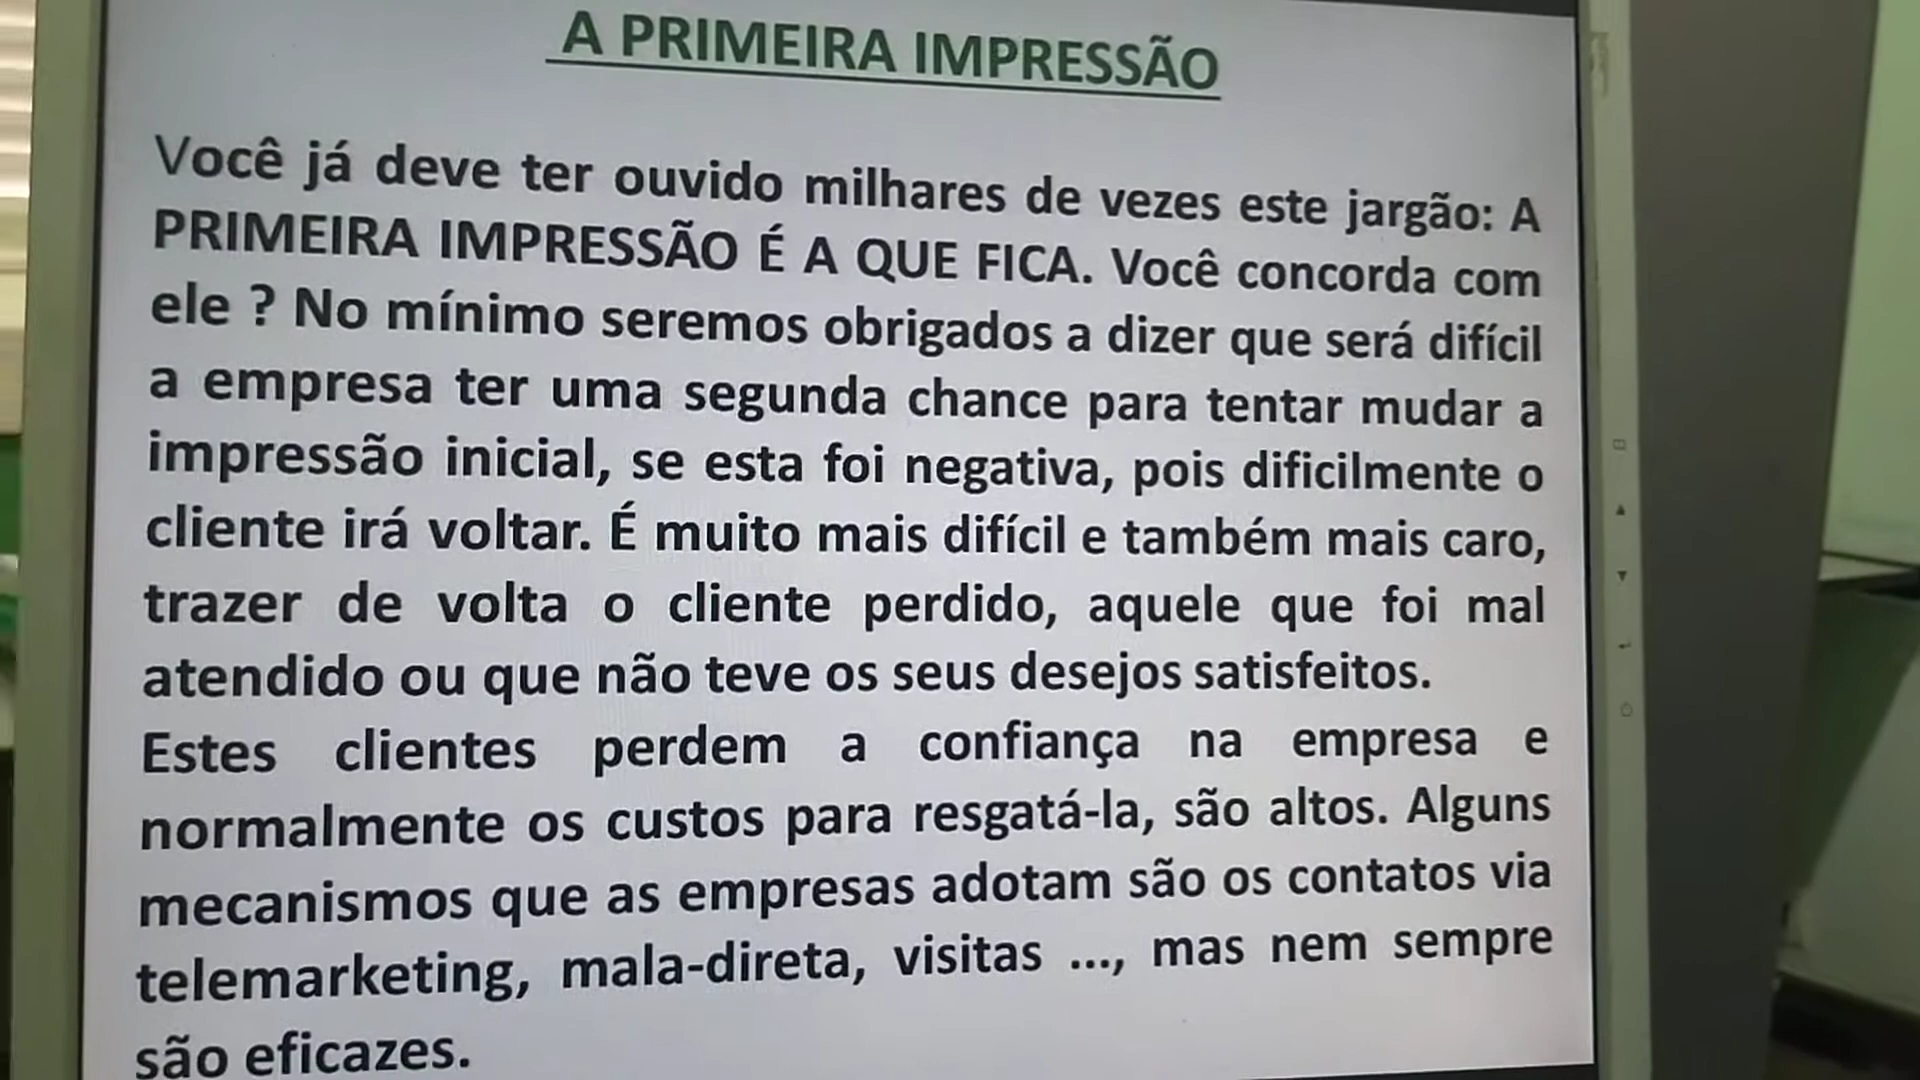 A PRIMEIRA IMPRESSÃO
Você já deve ter ouvido milhares de vezes este jargão: A
PRIMEIRA IMPRESSÃO É A QUE FICA. Você concorda com
ele ? No mínimo seremos obrigados a dizer que será difícil
a empresa ter uma segunda chance para tentar mudar a
impressão inicial, se esta foi negativa, pois dificilmente o
cliente irá voltar. É muito mais difícil e também mais caro,
trazer de volta o cliente perdido, aquele que foi mal
atendido ou que não teve os seus desejos satisfeitos.
Estes clientes perdem a confiança na empresa e
normalmente os custos para resgatá-la, são altos. Alguns
mecanismos que as empresas adotam são os contatos via
telemarketing, mala-direta, visitas ..., mas nem sempre
são eficazes.